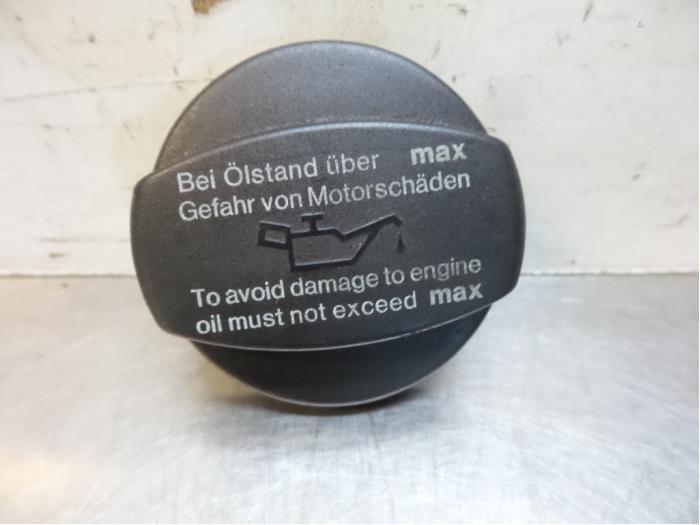 Bei Ölstand über max
Gefahr von Motorschäden
To avoid damage to engine
oil must not exceed max